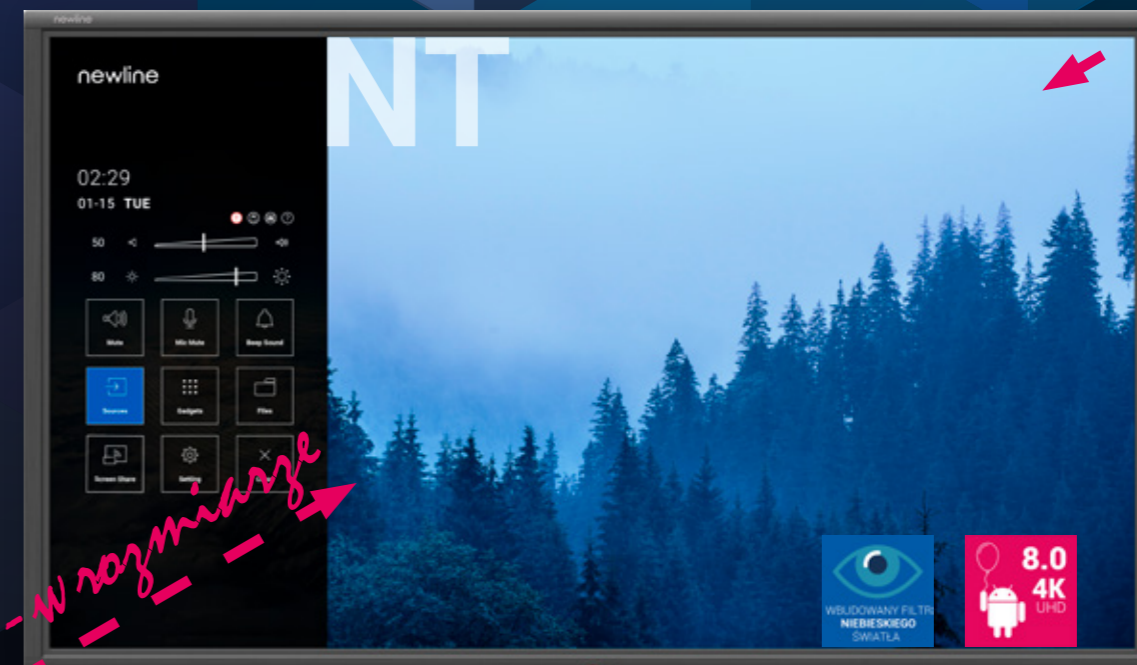 newline
NT
newline
02:29
01-15 TUE
50
80
Mute
Mic Mute
Beep Sound
Sources
Gadgets
Files
Screen Share
Setting
- w rozmiarze
WBUDOWANY FILTR
NIEBIESKIEGO
ŚWIATŁA
8.0
4K
UHD